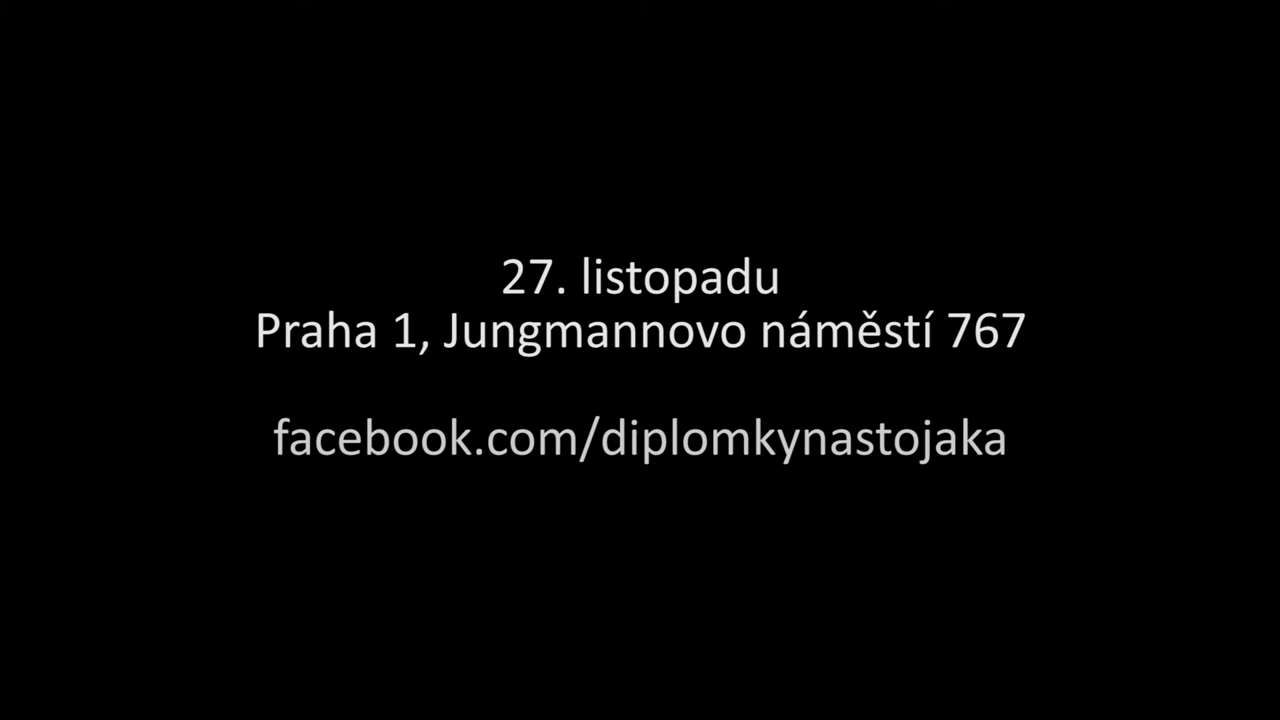 27. listopadu
Praha 1, Jungmannovo náměstí 767
facebook.com/diplomkynastojaka